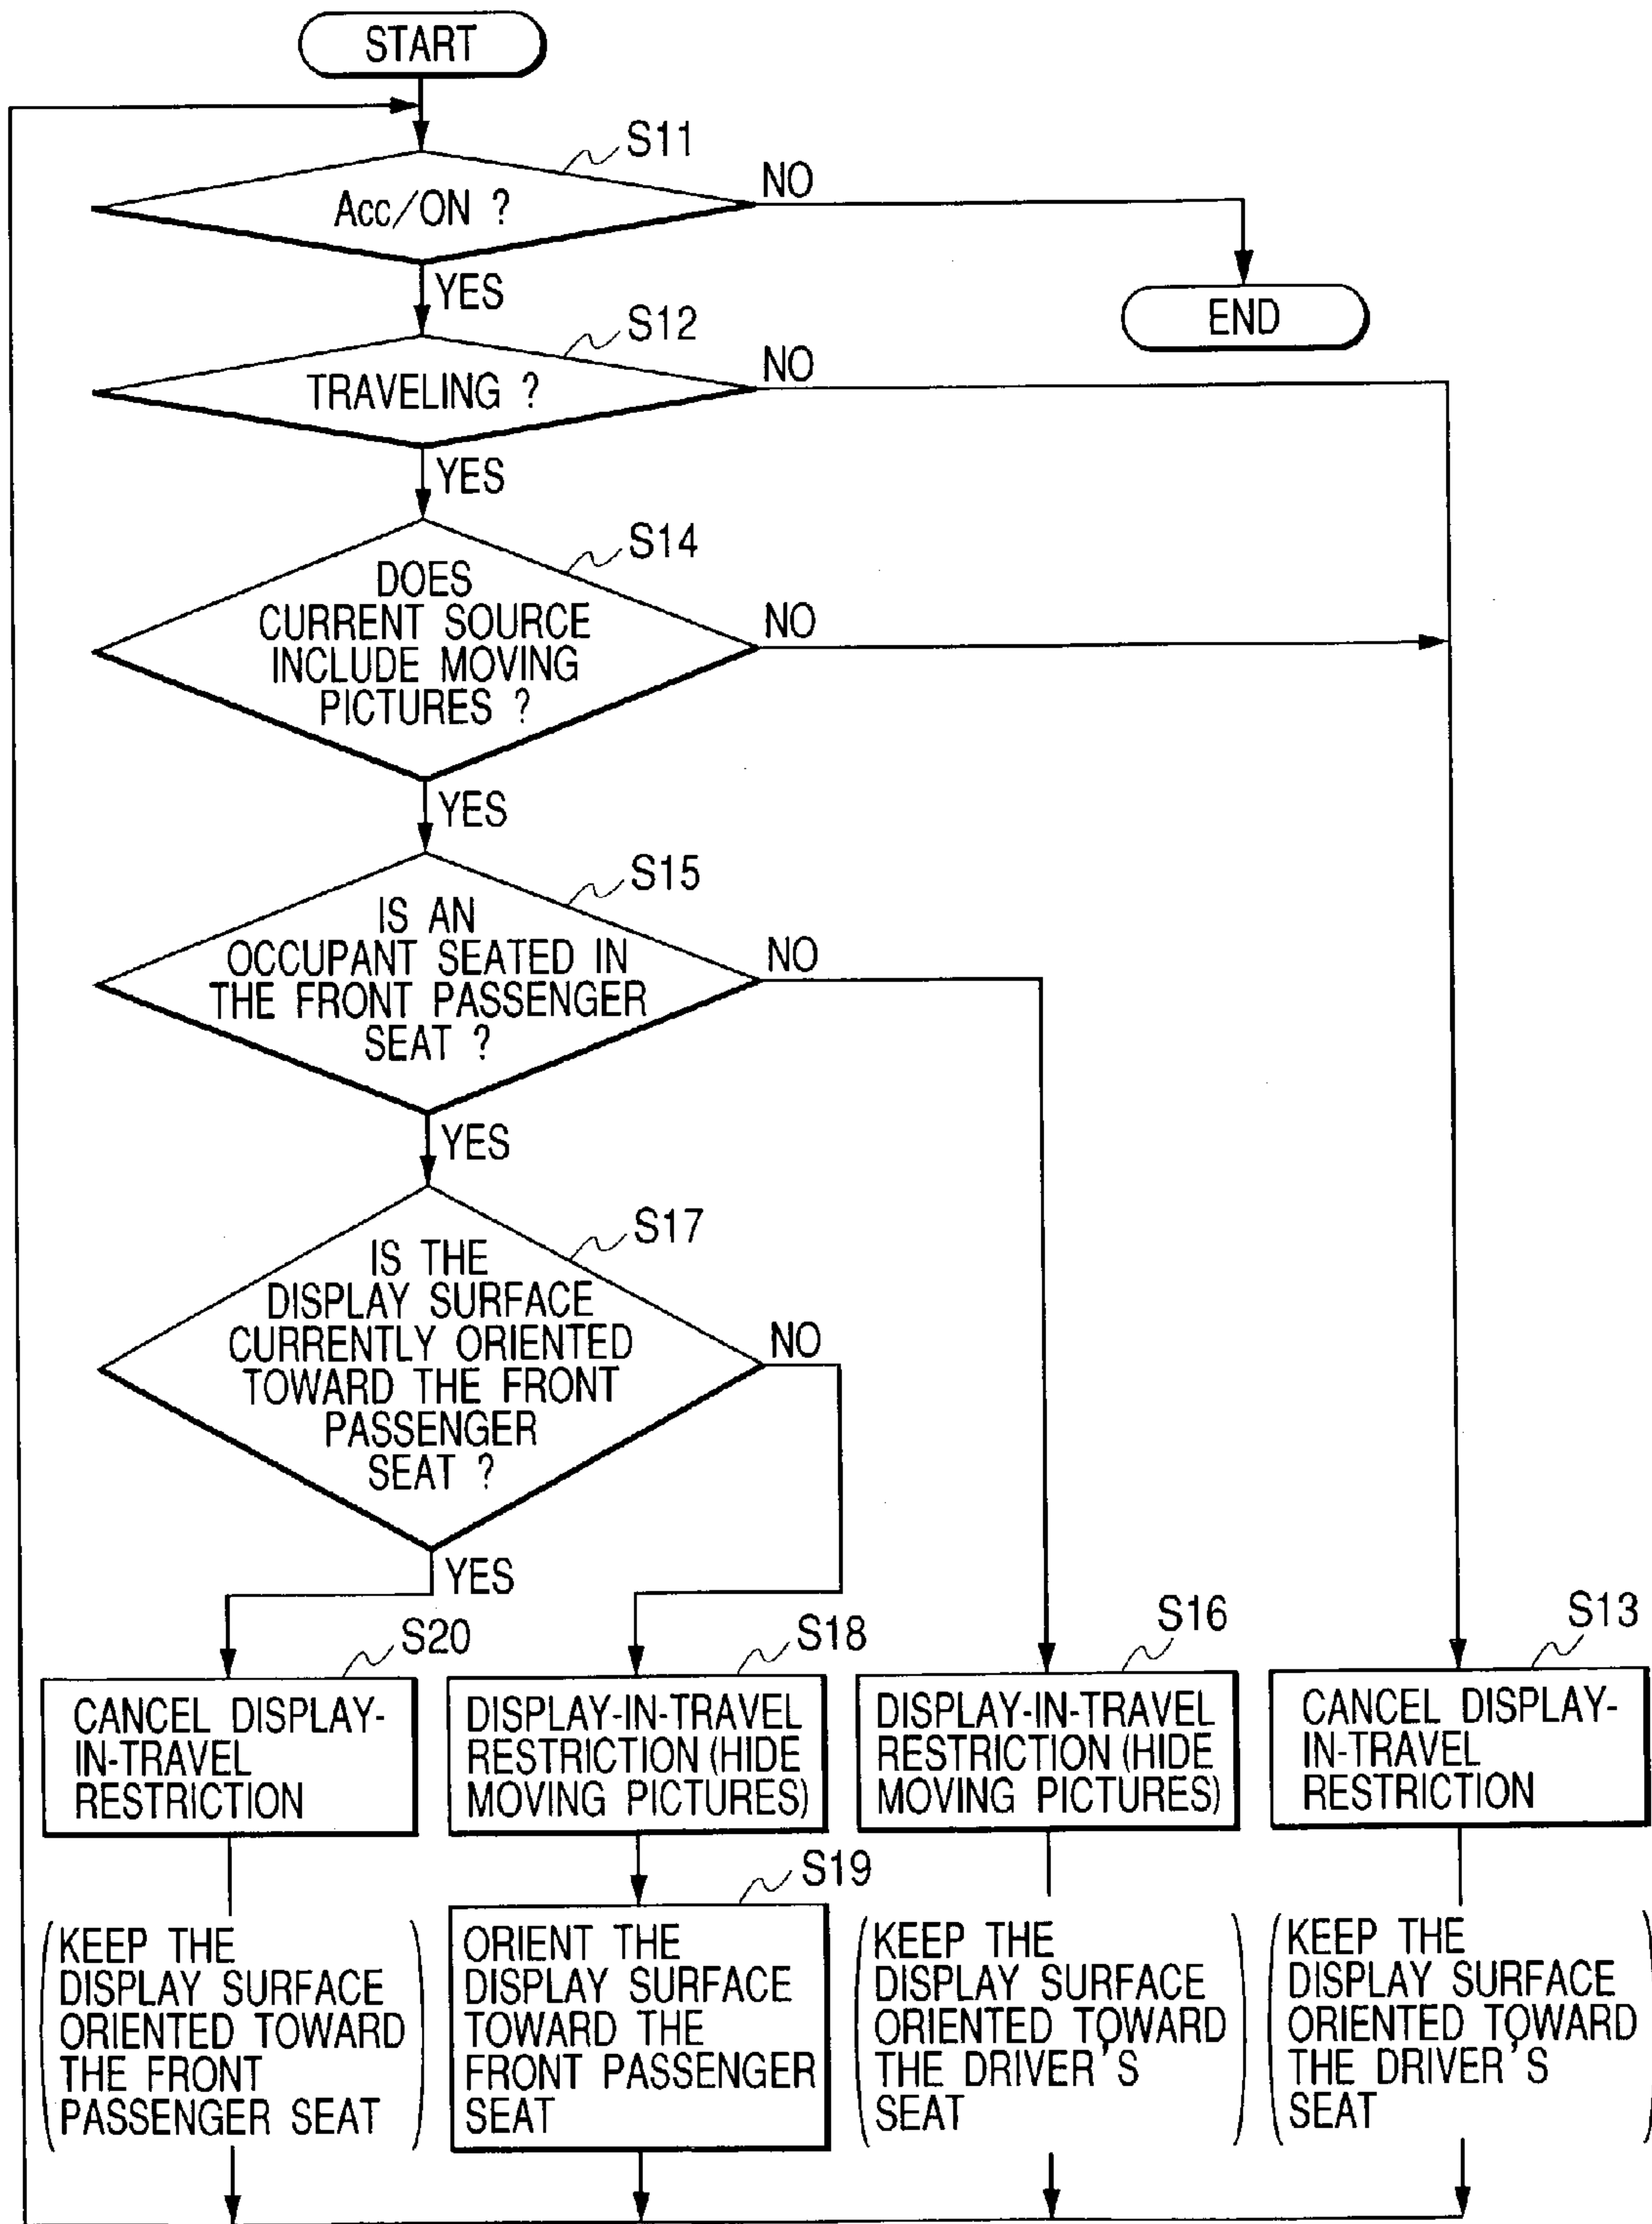 START
S11
Acc/ON ?
NO
YES
END
S12
TRAVELING ?
NO
YES
S14
DOES
CURRENT SOURCE
INCLUDE MOVING
PICTURES ?
NO
YES
S15
IS AN
OCCUPANT SEATED IN
THE FRONT PASSENGER
SEAT ?
NO
YES
S17
IS THE
DISPLAY SURFACE
CURRENTLY ORIENTED
TOWARD THE FRONT
PASSENGER
SEAT ?
NO
YES
S20
CANCEL DISPLAY-
IN-TRAVEL
RESTRICTION
(KEEP THE
DISPLAY SURFACE
ORIENTED TOWARD
THE FRONT
PASSENGER SEAT)
S18
DISPLAY-IN-TRAVEL
RESTRICTION (HIDE
MOVING PICTURES)
S19
ORIENT THE
DISPLAY SURFACE
TOWARD THE
FRONT PASSENGER
SEAT
S16
DISPLAY-IN-TRAVEL
RESTRICTION (HIDE
MOVING PICTURES)
(KEEP THE
DISPLAY SURFACE
ORIENTED TOWARD
THE DRIVER'S
SEAT)
S13
CANCEL DISPLAY-
IN-TRAVEL
RESTRICTION
(KEEP THE
DISPLAY SURFACE
ORIENTED TOWARD
THE DRIVER'S
SEAT)